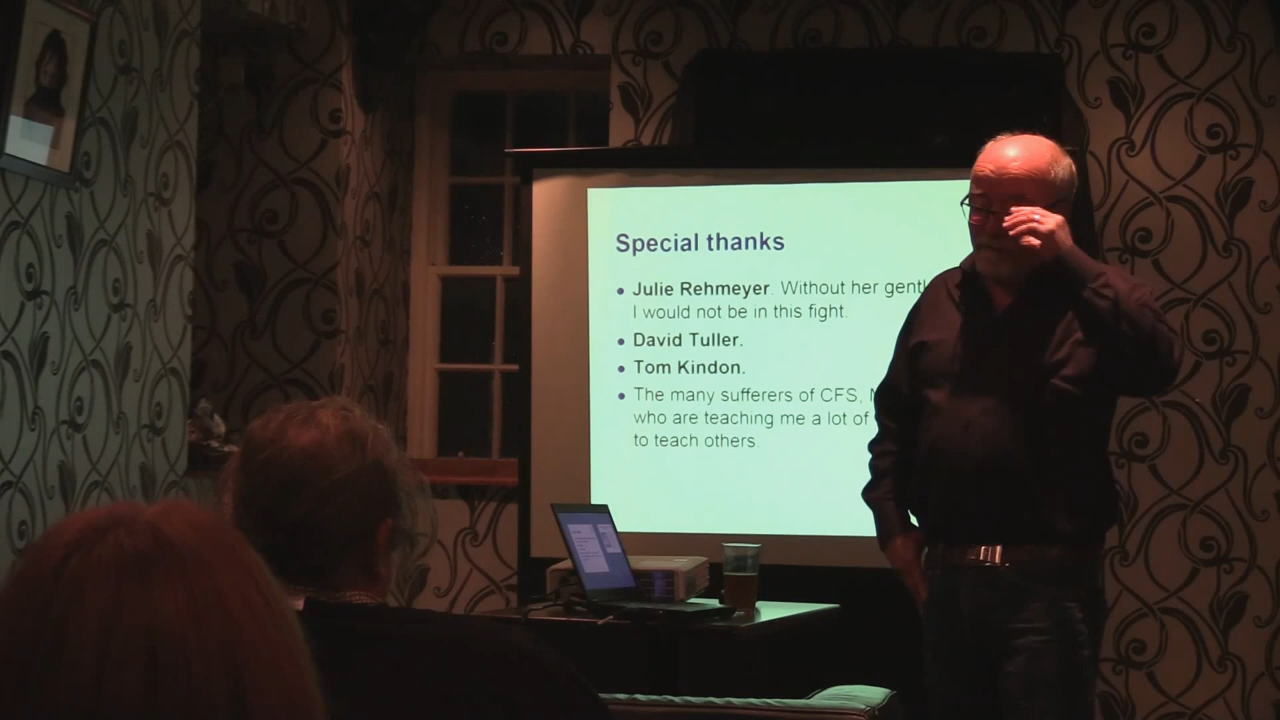 Special thanks
Julie Rehmeyer. Without her
I would not be in this fight.
David Tuller.
Tom Kindon.
The many sufferers of CFS,
who are teaching me a lot of
to teach others.